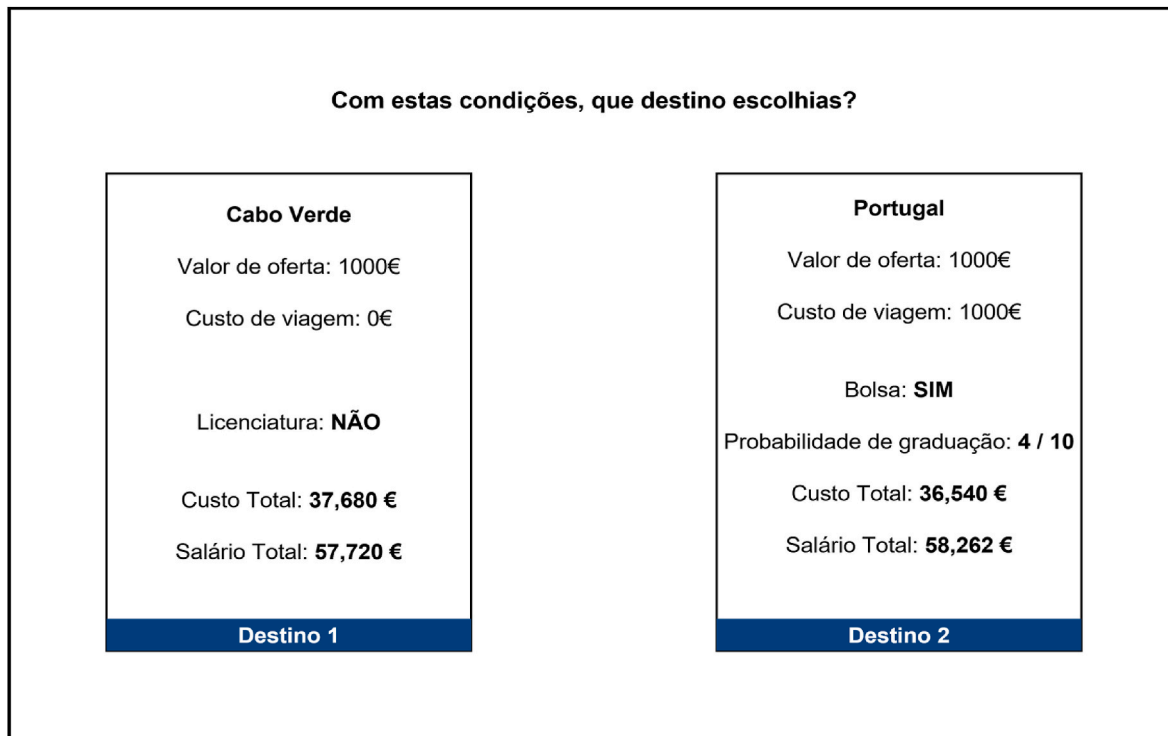 Com estas condições, que destino escolhias?
Cabo Verde
Valor de oferta: 1000€
Custo de viagem: 0€
Licenciatura: NÃO
Custo Total: 37,680 €
Salário Total: 57,720 €
Destino 1
Portugal
Valor de oferta: 1000€
Custo de viagem: 1000€
Bolsa: SIM
Probabilidade de graduação: 4 / 10
Custo Total: 36,540 €
Salário Total: 58,262 €
Destino 2